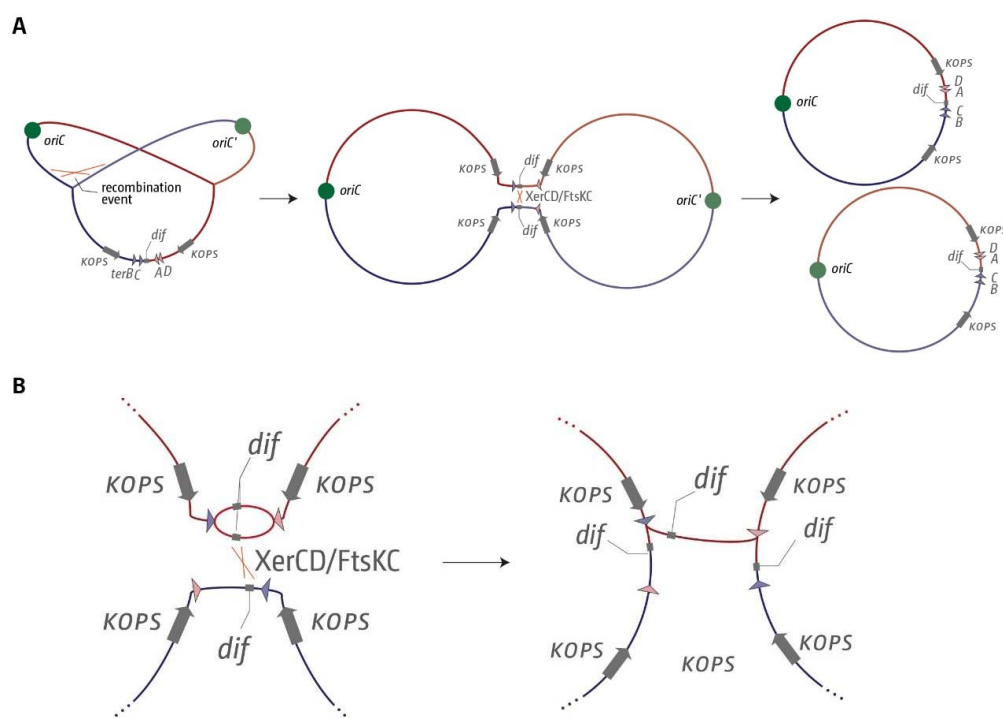 A
oriC
oriC'
recombination
event
KOPS
terBC
dif
A D
KOPS
oriC
KOPS
dif
KOPS
XerCD/FtsKC
KOPS
dif
KOPS
oriC'
oriC
KOPS
D
A
dif
C
B
KOPS
oriC
KOPS
D
A
dif
C
B
KOPS
B
dif
KOPS
KOPS
XerCD/FtsKC
KOPS
dif
KOPS
KOPS
dif
KOPS
dif
dif
KOPS
KOPS
KOPS